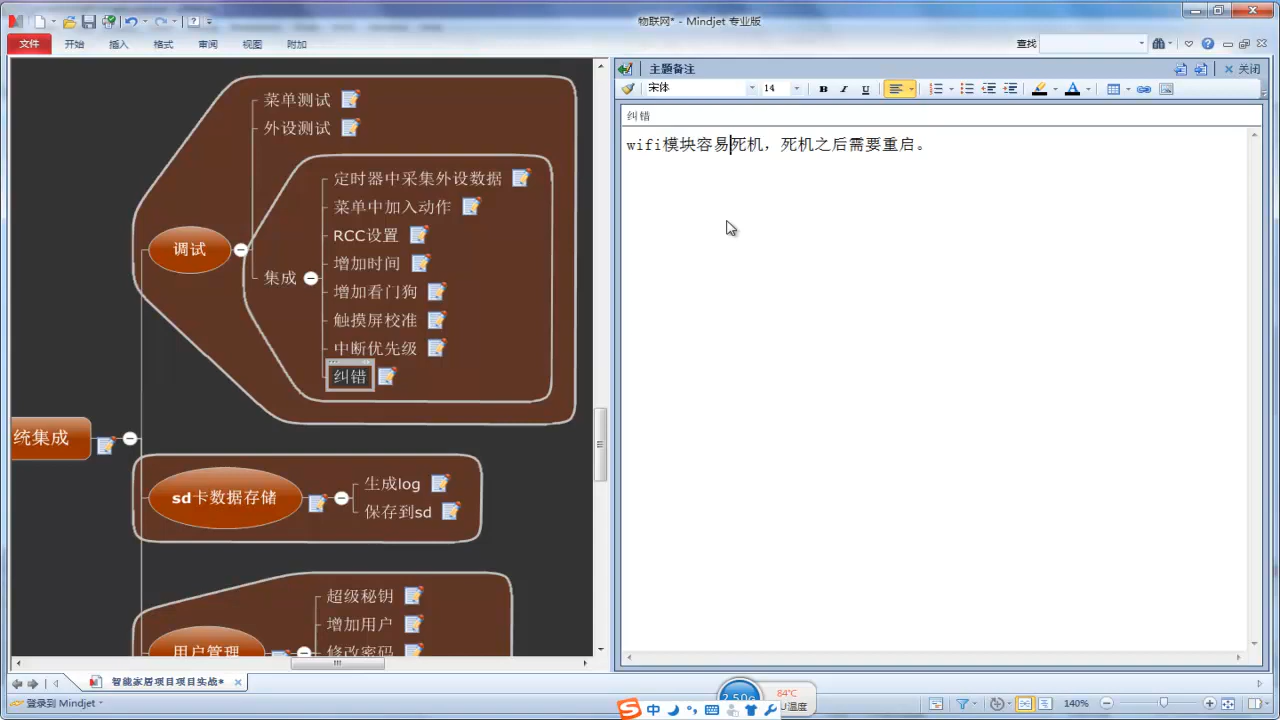 物联网* - Mindjet 专业版
文件 开始 插入 格式 审阅 视图 附加 查找
主题备注 关闭
宋体 14 B I U A
纠错
wifi模块容易死机，死机之后需要重启。
菜单测试
外设测试
定时器中采集外设数据
菜单中加入动作
RCC设置
增加时间
增加看门狗
触摸屏校准
中断优先级
纠错
集成
调试
统集成
sd卡数据存储
生成log
保存到sd
超级秘钥
增加用户
修改密码
用户管理
智能家居项目项目实战*
登录到 Mindjet
84℃
中
140%